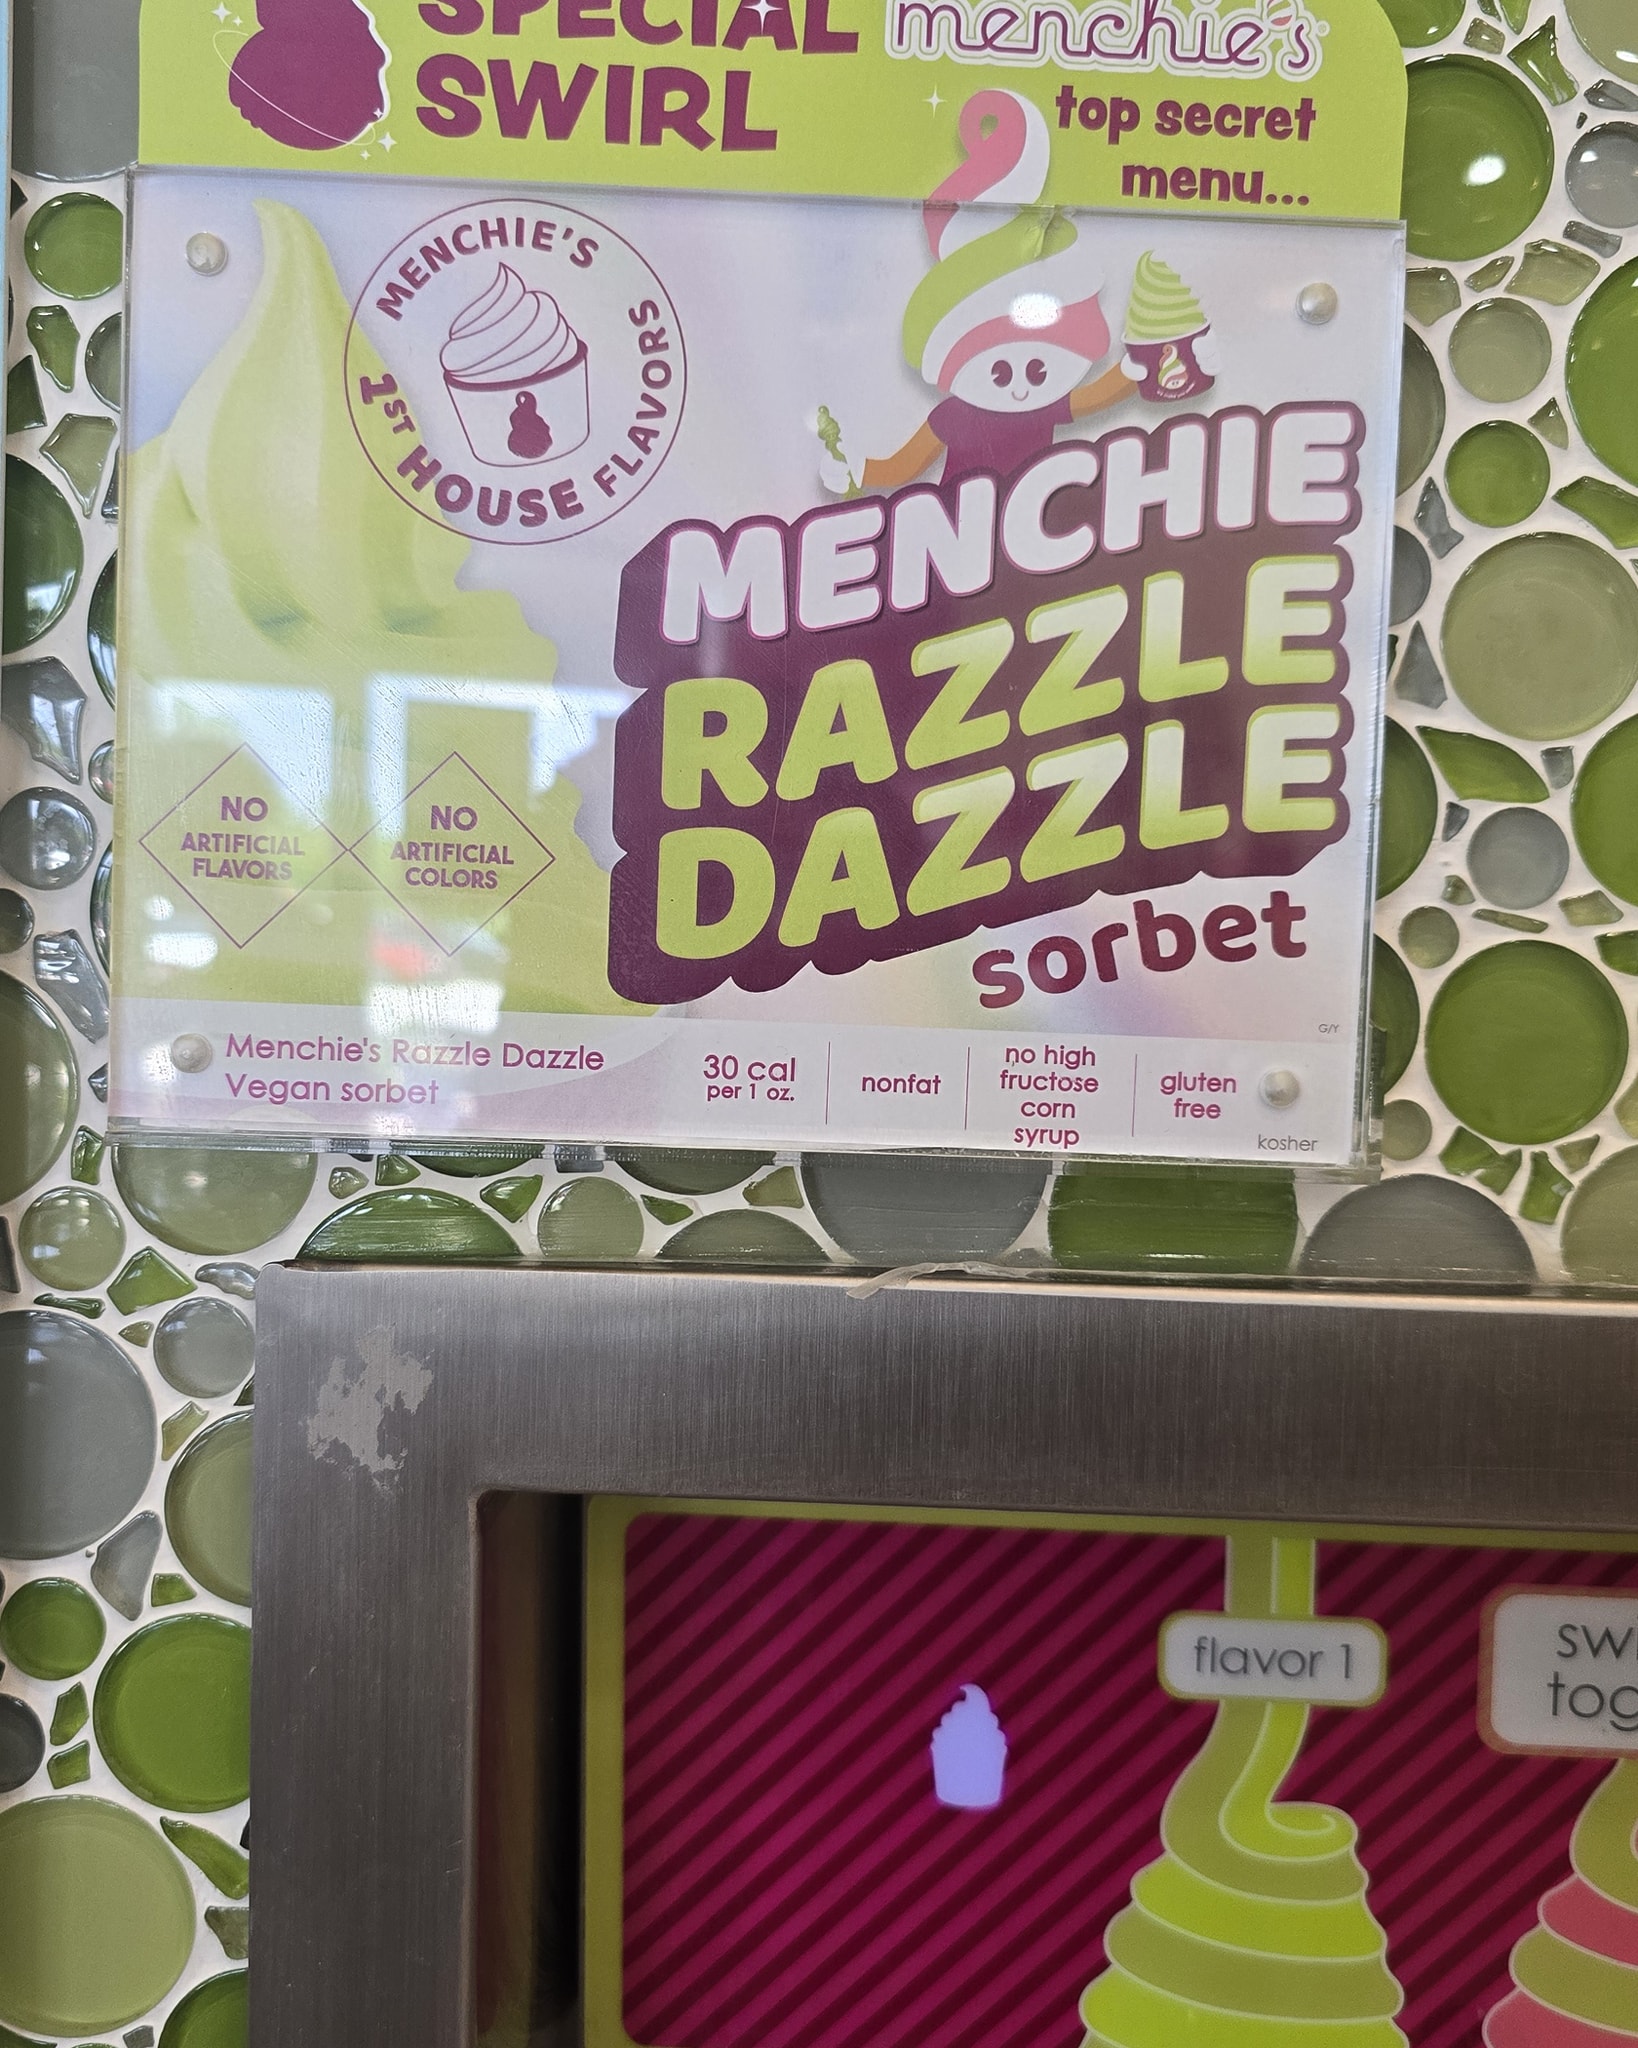 SPECIAL
SWIRL
menchie's
top secret
menu...
MENCHIE'S
1ST HOUSE FLAVORS
MENCHIE
RAZZLE
DAZZLE
sorbet
NO
ARTIFICIAL
FLAVORS
NO
ARTIFICIAL
COLORS
G/Y
Menchie's Razzle Dazzle
Vegan sorbet
30 cal
per 1 oz.
nonfat
no high
fructose
corn
syrup
gluten
free
kosher
flavor 1